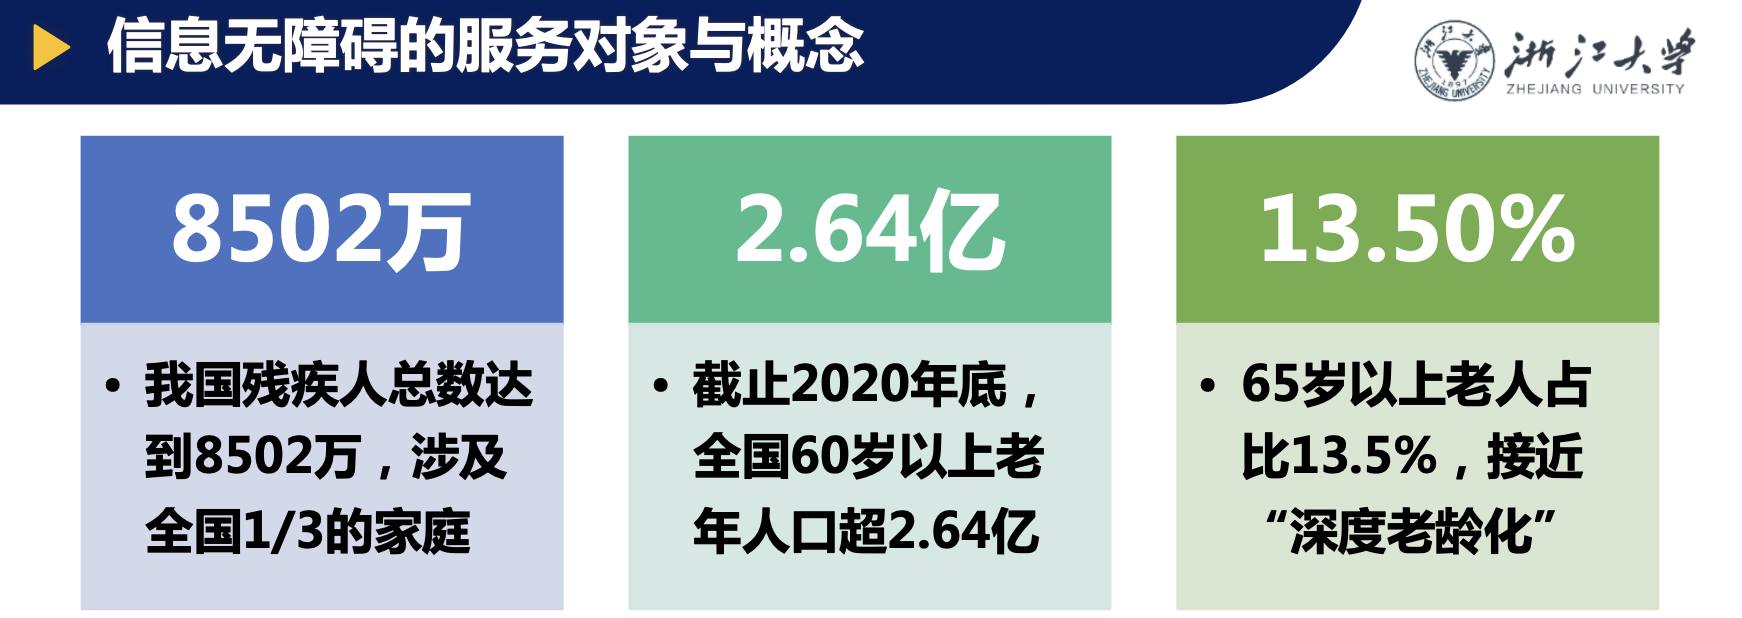 信息无障碍的服务对象与概念
浙江大学
ZHEJIANG UNIVERSITY
1897
ZHEJIANG UNIVERSITY
8502万
• 我国残疾人总数达
到8502万，涉及
全国1/3的家庭
2.64亿
• 截止2020年底，
全国60岁以上老
年人口超2.64亿
13.50%
• 65岁以上老人占
比13.5%，接近
“深度老龄化”